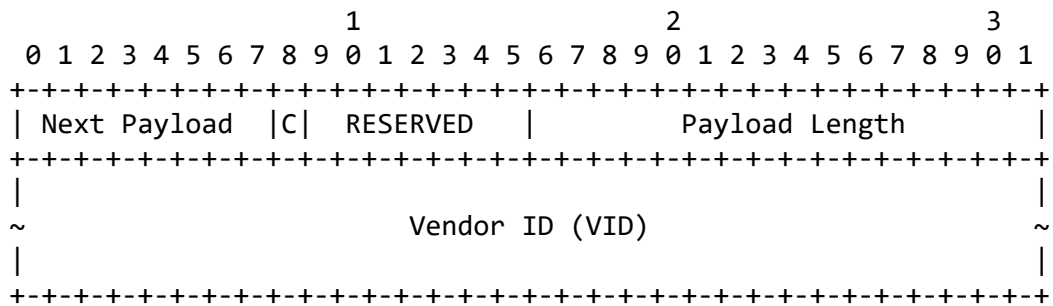 1                   2                   3
 0 1 2 3 4 5 6 7 8 9 0 1 2 3 4 5 6 7 8 9 0 1 2 3 4 5 6 7 8 9 0 1
+-+-+-+-+-+-+-+-+-+-+-+-+-+-+-+-+-+-+-+-+-+-+-+-+-+-+-+-+-+-+-+-+
| Next Payload  |C|  RESERVED   |         Payload Length        |
+-+-+-+-+-+-+-+-+-+-+-+-+-+-+-+-+-+-+-+-+-+-+-+-+-+-+-+-+-+-+-+-+
|                                                               |
~                        Vendor ID (VID)                        ~
|                                                               |
+-+-+-+-+-+-+-+-+-+-+-+-+-+-+-+-+-+-+-+-+-+-+-+-+-+-+-+-+-+-+-+-+